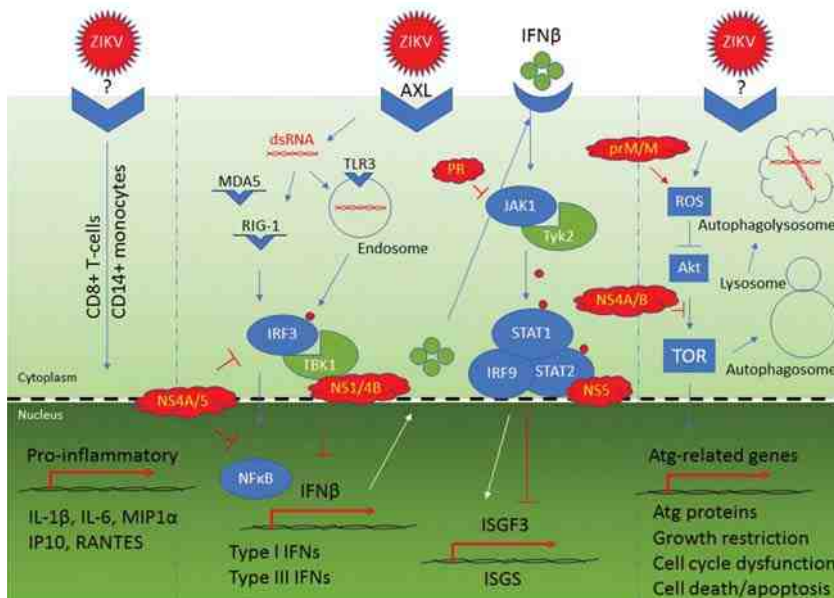 ZIKV
?
CD8+ T-cells
CD14+ monocytes
ZIKV
AXL
dsRNA
TLR3
MDA5
RIG-1
Endosome
IRF3
TBK1
NS4A/5
NS1/4B
IFNβ
PR
JAK1
Tyk2
STAT1
IRF9
STAT2
NS5
ZIKV
?
prM/M
ROS
Autophagolysosome
Akt
Lysosome
NS4A/B
TOR
Autophagosome
Cytoplasm
Nucleus
Pro-inflammatory
IL-1β, IL-6, MIP1α
IP10, RANTES
NFκB
IFNβ
Type I IFNs
Type III IFNs
ISGF3
ISGS
Atg-related genes
Atg proteins
Growth restriction
Cell cycle dysfunction
Cell death/apoptosis